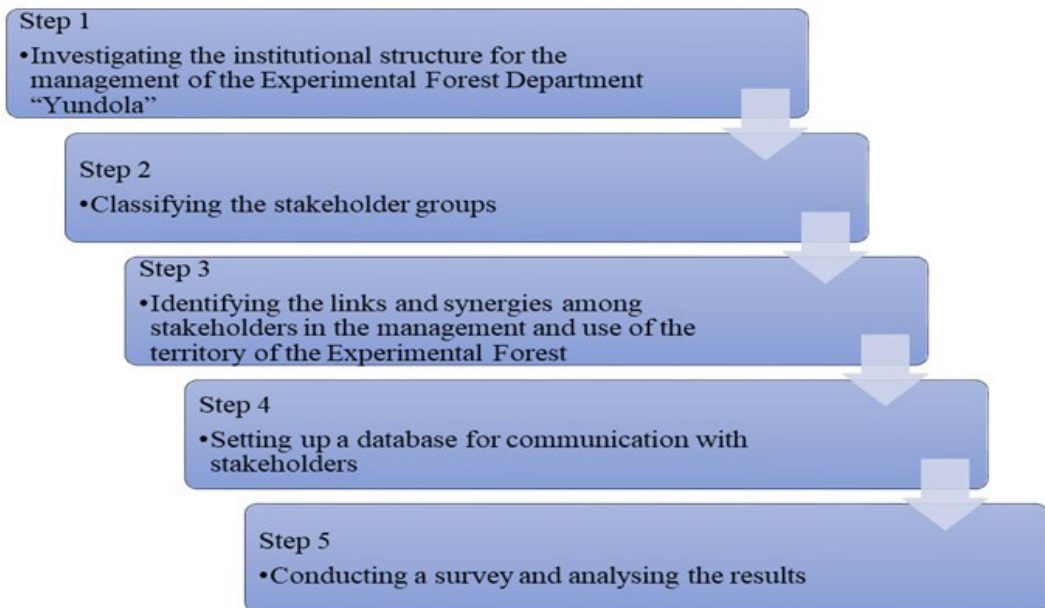 Step 1
•Investigating the institutional structure for the
management of the Experimental Forest Department
“Yundola”
Step 2
•Classifying the stakeholder groups
Step 3
•Identifying the links and synergies among
stakeholders in the management and use of the
territory of the Experimental Forest
Step 4
•Setting up a database for communication with
stakeholders
Step 5
•Conducting a survey and analysing the results